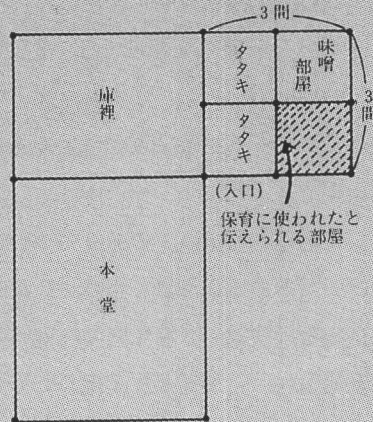 3間
庫裡
タタキ
味噌
部屋
3間
タタキ
(入口)
保育に使われたと
伝えられる部屋
本堂